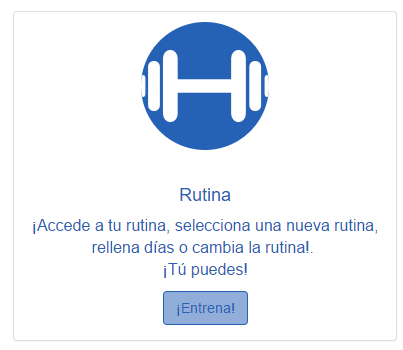 Rutina
¡Accede a tu rutina, selecciona una nueva rutina,
rellena días o cambia la rutina!.
¡Tú puedes!
¡Entrena!